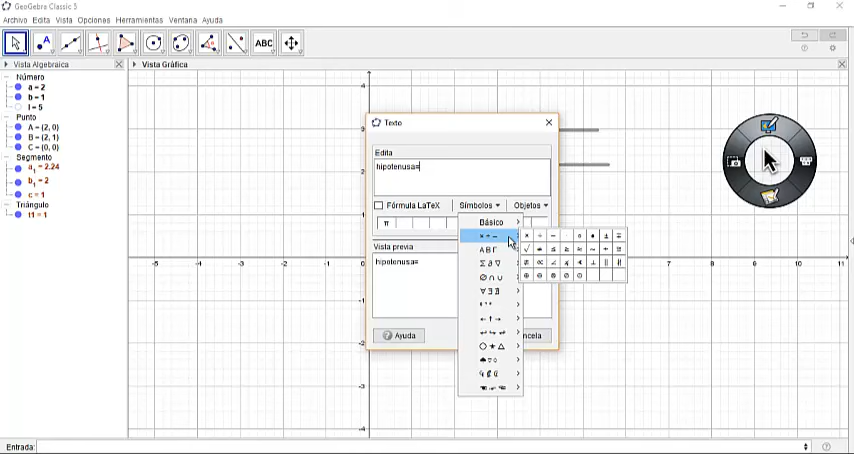 GeoGebra Classic 5
Archivo Edita Vista Opciones Herramientas Ventana Ayuda
ABC
Vista Algebraica
Vista Gráfica
Número
a = 2
b = 1
l = 5
Punto
A = (2, 0)
B = (2, 1)
C = (0, 0)
Segmento
a₁ = 2.24
b₁ = 2
c = 1
Triángulo
t1 = 1
Texto
Edita
hipotenusa=
Fórmula LaTeX Símbolos Objetos
π
Básico
Α Β Γ
Σ ∂ ∇
∅ ∩ ∪
∀ ∃ ∄
← ↑ →
Vista previa
hipotenusa=
Ayuda
ncela
4
3
2
1
-5 -4 -3 -2 -1 0 7 8 9 10 11
-1
-2
-3
-4
Entrada: